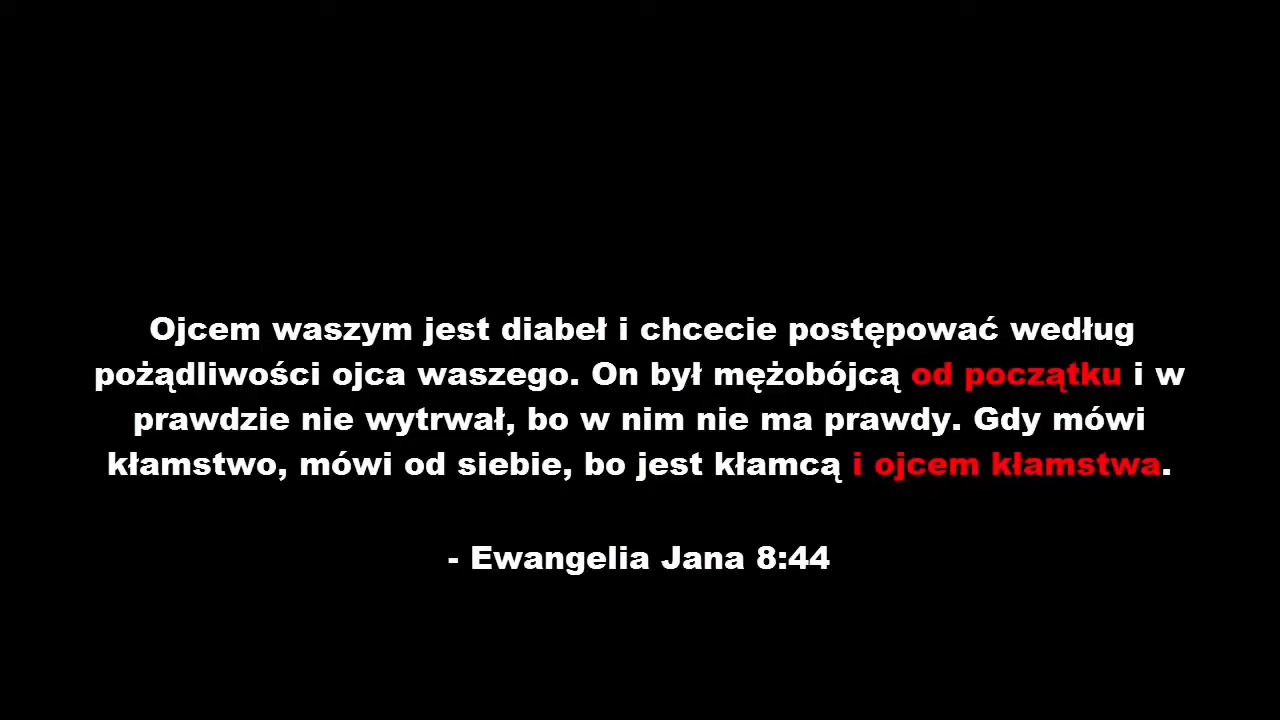 Ojcem waszym jest diabeł i chcecie postępować według
pożądliwości ojca waszego. On był mężobójcą od początku i w
prawdzie nie wytrwał, bo w nim nie ma prawdy. Gdy mówi
kłamstwo, mówi od siebie, bo jest kłamcą i ojcem kłamstwa.
- Ewangelia Jana 8:44